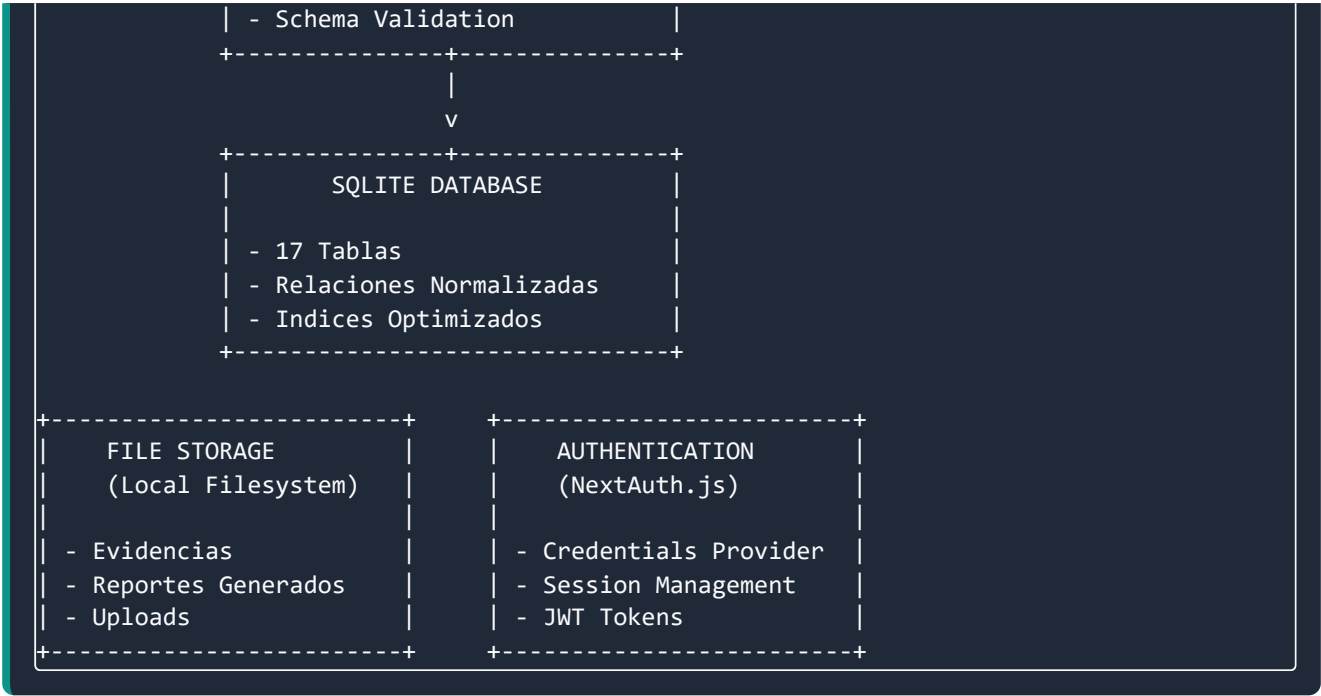 | - Schema Validation           |
+---------------+---------------+
                |
                v
+---------------+---------------+
|       SQLITE DATABASE         |
|                               |
| - 17 Tablas                   |
| - Relaciones Normalizadas     |
| - Indices Optimizados         |
+-------------------------------+
+--------------------------+     +-------------------------+
|    FILE STORAGE          |     |    AUTHENTICATION       |
|    (Local Filesystem)    |     |    (NextAuth.js)        |
|                          |     |                         |
| - Evidencias             |     | - Credentials Provider  |
| - Reportes Generados     |     | - Session Management    |
| - Uploads                |     | - JWT Tokens            |
+--------------------------+     +-------------------------+